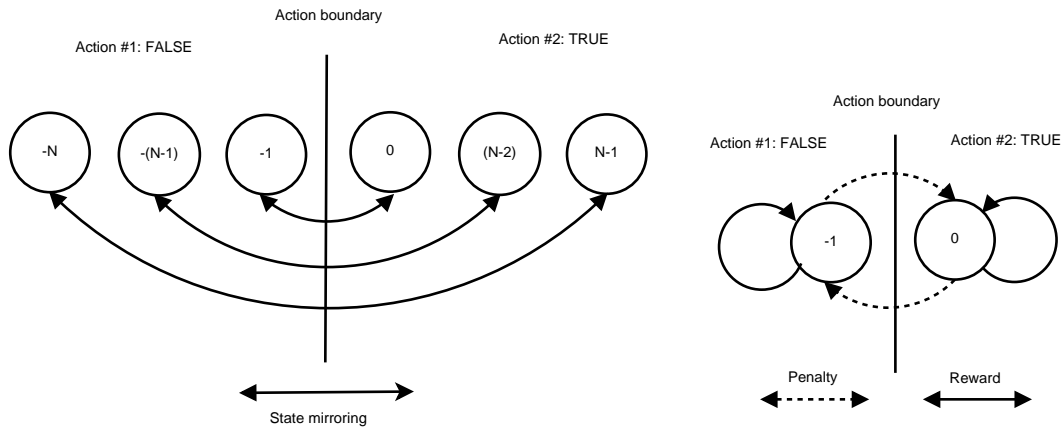 Action boundary
Action #1: FALSE
Action #2: TRUE
-N
-(N-1)
-1
0
(N-2)
N-1
State mirroring
Action boundary
Action #1: FALSE
Action #2: TRUE
-1
0
Penalty
Reward